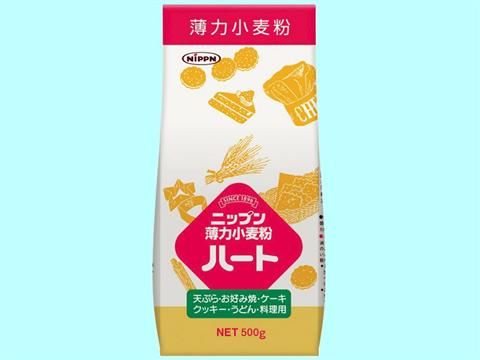 薄力小麦粉
NIPPN
CHE
SINCE 1896
ニップン
薄力小麦粉
ハート
天ぷら・お好み焼・ケーキ
クッキー・うどん・料理用
NET 500g